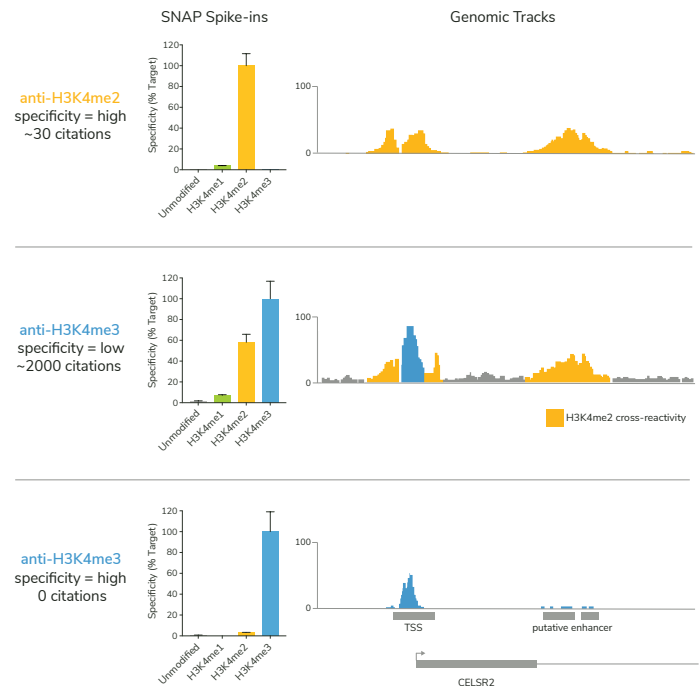 SNAP Spike-ins
Genomic Tracks
anti-H3K4me2
specificity = high
~30 citations
Specificity (% Target)
120
100
80
60
40
20
0
Unmodified
H3K4me1
H3K4me2
H3K4me3
100
0
anti-H3K4me3
specificity = low
~2000 citations
Specificity (% Target)
120
100
80
60
40
20
0
Unmodified
H3K4me1
H3K4me2
H3K4me3
100
0
H3K4me2 cross-reactivity
anti-H3K4me3
specificity = high
0 citations
Specificity (% Target)
120
100
80
60
40
20
0
Unmodified
H3K4me1
H3K4me2
H3K4me3
100
0
TSS
putative enhancer
CELSR2